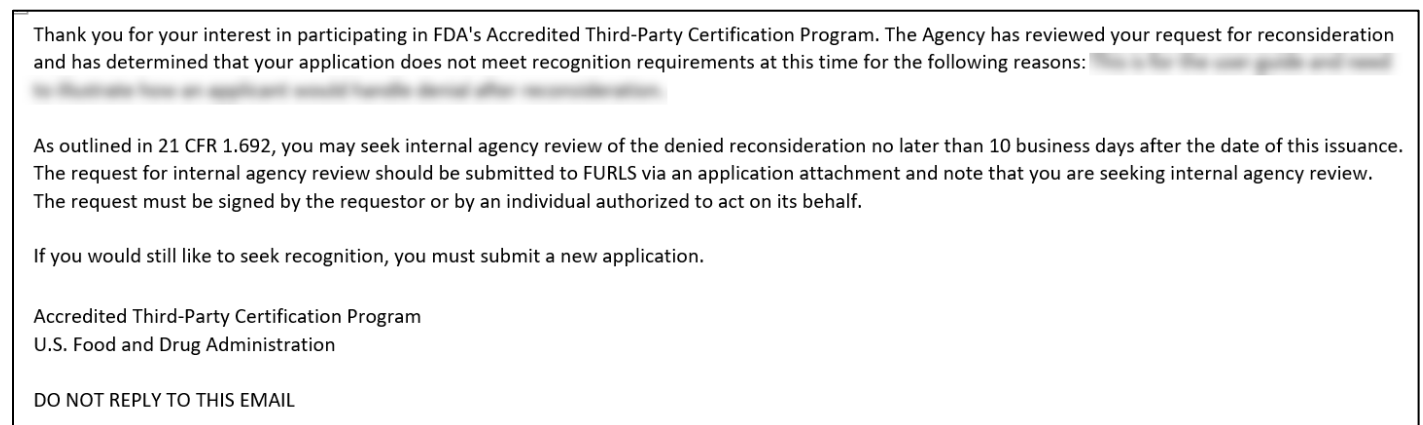 Thank you for your interest in participating in FDA's Accredited Third-Party Certification Program. The Agency has reviewed your request for reconsideration
and has determined that your application does not meet recognition requirements at this time for the following reasons:
As outlined in 21 CFR 1.692, you may seek internal agency review of the denied reconsideration no later than 10 business days after the date of this issuance.
The request for internal agency review should be submitted to FURLS via an application attachment and note that you are seeking internal agency review.
The request must be signed by the requestor or by an individual authorized to act on its behalf.
If you would still like to seek recognition, you must submit a new application.
Accredited Third-Party Certification Program
U.S. Food and Drug Administration
DO NOT REPLY TO THIS EMAIL